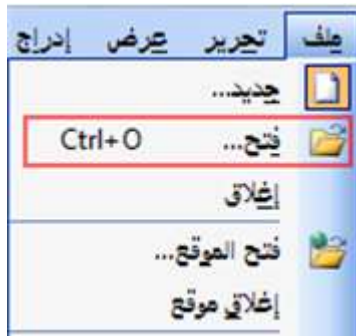 ملف تحرير عرض إدراج
جديد...
فتح... Ctrl+O
إغلاق
فتح الموقع...
إغلاق موقع